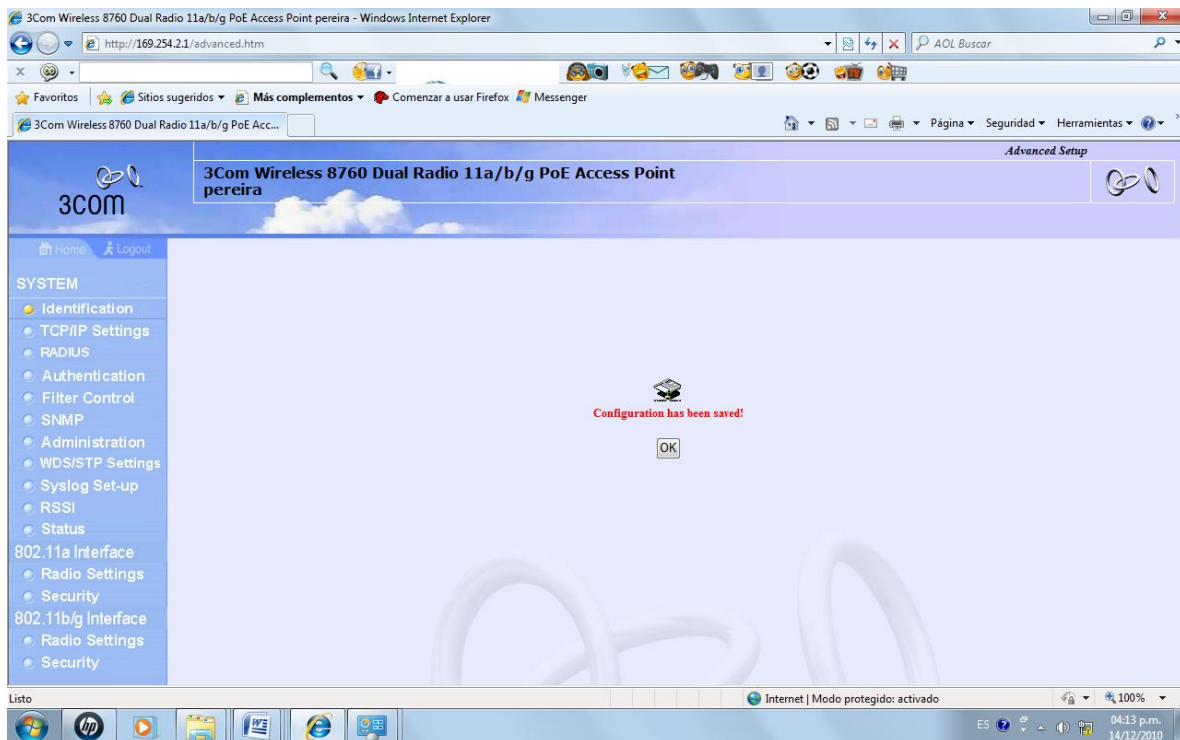 3Com Wireless 8760 Dual Radio 11a/b/g PoE Access Point pereira - Windows Internet Explorer
http://169.254.2.1/advanced.htm
AOL Buscar
Favoritos
Sitios sugeridos
Más complementos
Comenzar a usar Firefox
Messenger
3Com Wireless 8760 Dual Radio 11a/b/g PoE Acc...
Página
Seguridad
Herramientas
Advanced Setup
3COM
3Com Wireless 8760 Dual Radio 11a/b/g PoE Access Point
pereira
Home
Logout
SYSTEM
Identification
TCP/IP Settings
RADIUS
Authentication
Filter Control
SNMP
Administration
WDS/STP Settings
Syslog Set-up
RSSI
Status
802.11a Interface
Radio Settings
Security
802.11b/g Interface
Radio Settings
Security
Configuration has been saved!
OK
Listo
Internet | Modo protegido: activado
100%
hp
ES
04:13 p.m.
14/12/2010